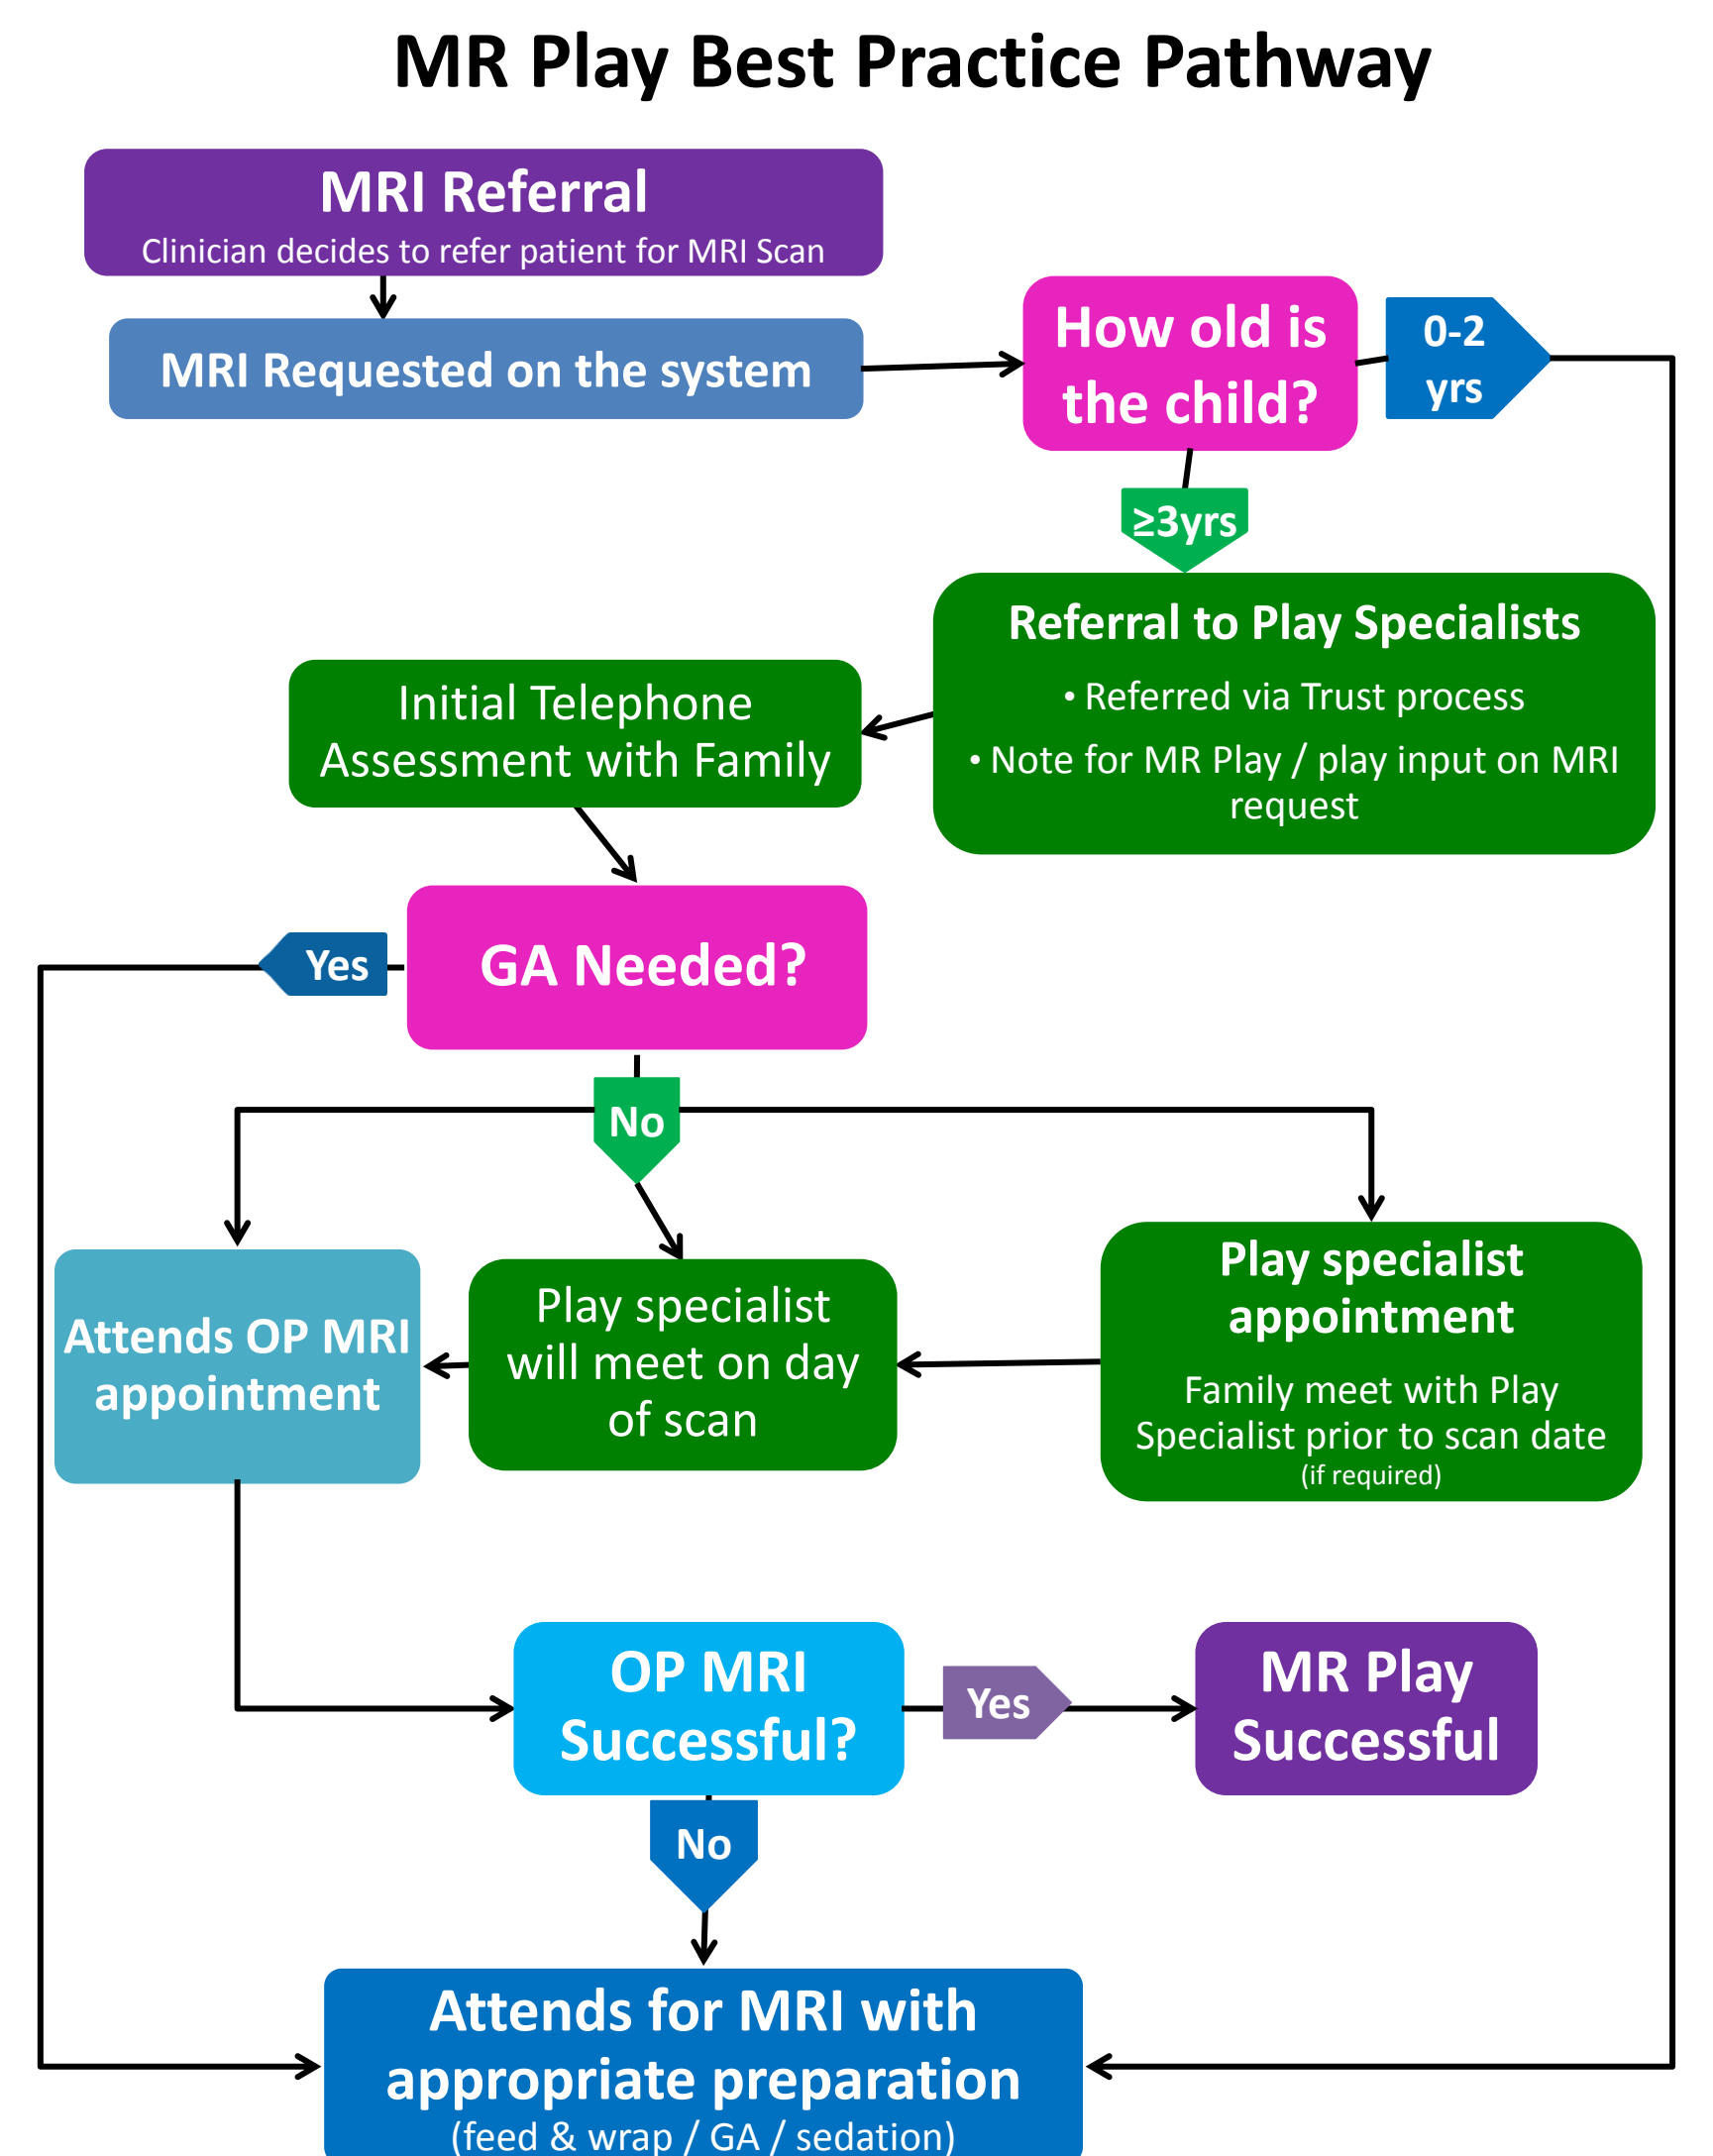 MR Play Best Practice Pathway
MRI Referral
Clinician decides to refer patient for MRI Scan
MRI Requested on the system
How old is
the child?
0-2
yrs
≥3yrs
Referral to Play Specialists
• Referred via Trust process
• Note for MR Play / play input on MRI
request
Initial Telephone
Assessment with Family
GA Needed?
Yes
No
Attends OP MRI
appointment
Play specialist
will meet on day
of scan
Play specialist
appointment
Family meet with Play
Specialist prior to scan date
(if required)
OP MRI
Successful?
Yes
MR Play
Successful
No
Attends for MRI with
appropriate preparation
(feed & wrap / GA / sedation)